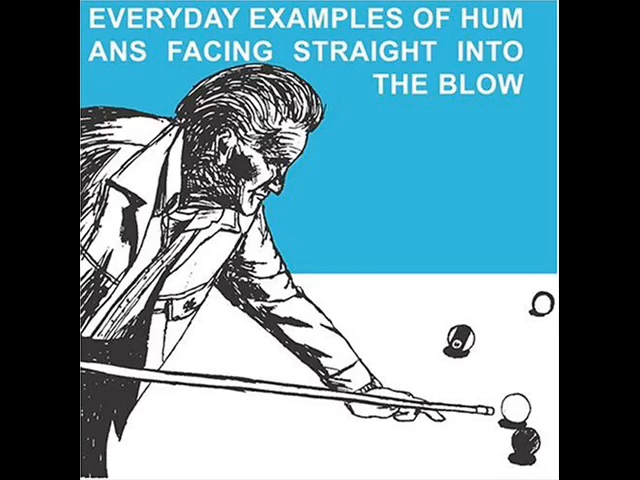 EVERYDAY EXAMPLES OF HUM
ANS FACING STRAIGHT INTO
THE BLOW